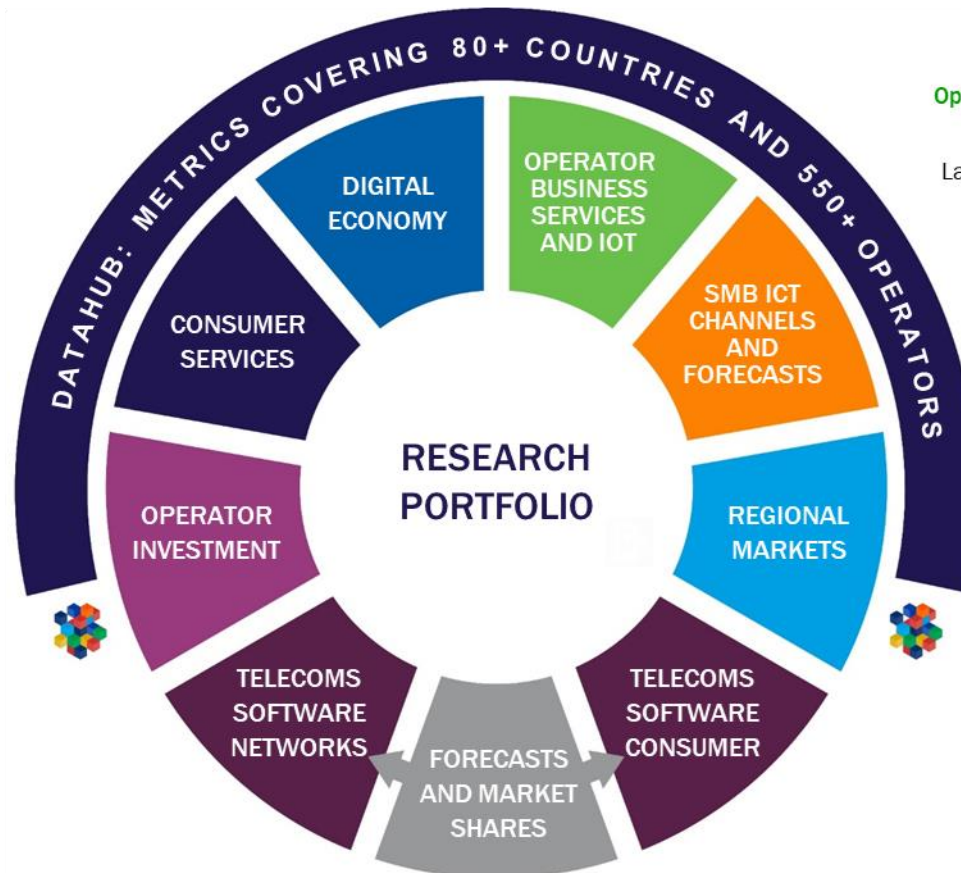 DATAHUB: METRICS COVERING 80+ COUNTRIES AND 550+ OPERATORS
DIGITAL
ECONOMY
OPERATOR
BUSINESS
SERVICES
AND IOT
SMB ICT
CHANNELS
AND
FORECASTS
REGIONAL
MARKETS
TELECOMS
SOFTWARE
CONSUMER
FORECASTS
AND MARKET
SHARES
TELECOMS
SOFTWARE
NETWORKS
OPERATOR
INVESTMENT
CONSUMER
SERVICES
RESEARCH
PORTFOLIO
Op
La